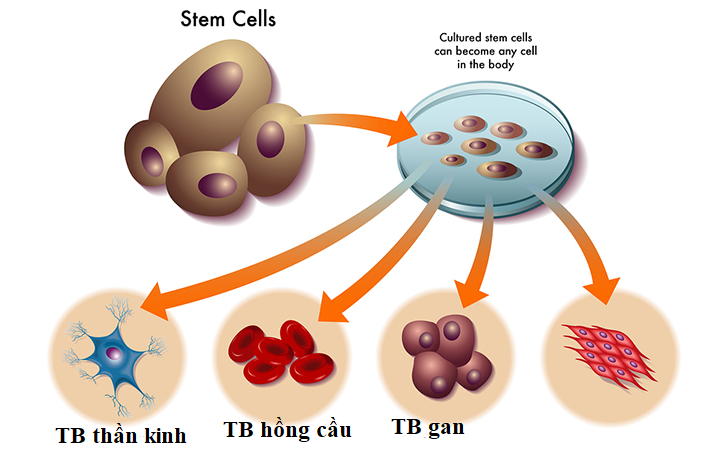 Stem Cells
Cultured stem cells
can become any cell
in the body
TB thần kinh
TB hồng cầu
TB gan